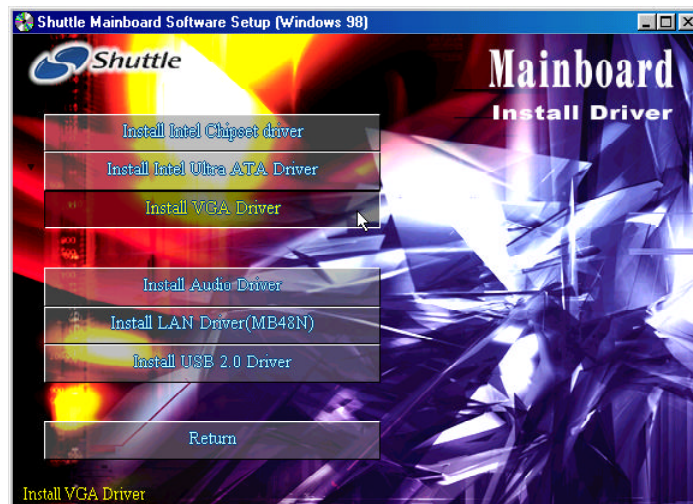 Shuttle Mainboard Software Setup (Windows 98)
Shuttle
Mainboard
Install Driver
Install Intel Chipset driver
Install Intel Ultra ATA Driver
Install VGA Driver
Install Audio Driver
Install LAN Driver(MB48N)
Install USB 2.0 Driver
Return
Install VGA Driver